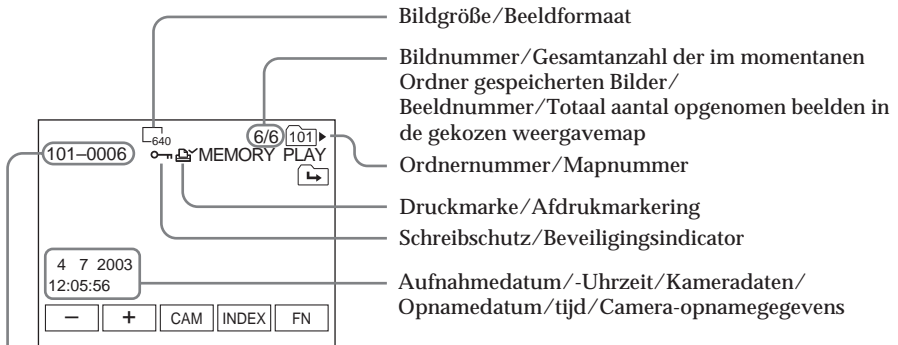 Bildgröße/Beeldformaat
Bildnummer/Gesamtanzahl der im momentanen
Ordner gespeicherten Bilder/
Beeldnummer/Totaal aantal opgenomen beelden in
de gekozen weergavemap
Ordnernummer/Mapnummer
Druckmarke/Afdrukmarkering
Schreibschutz/Beveiligingsindicator
Aufnahmedatum/-Uhrzeit/Kameradaten/
Opnamedatum/tijd/Camera-opnamegegevens
640
6/6 101
101–0006
MEMORY PLAY
4 7 2003
12:05:56
– + CAM INDEX FN